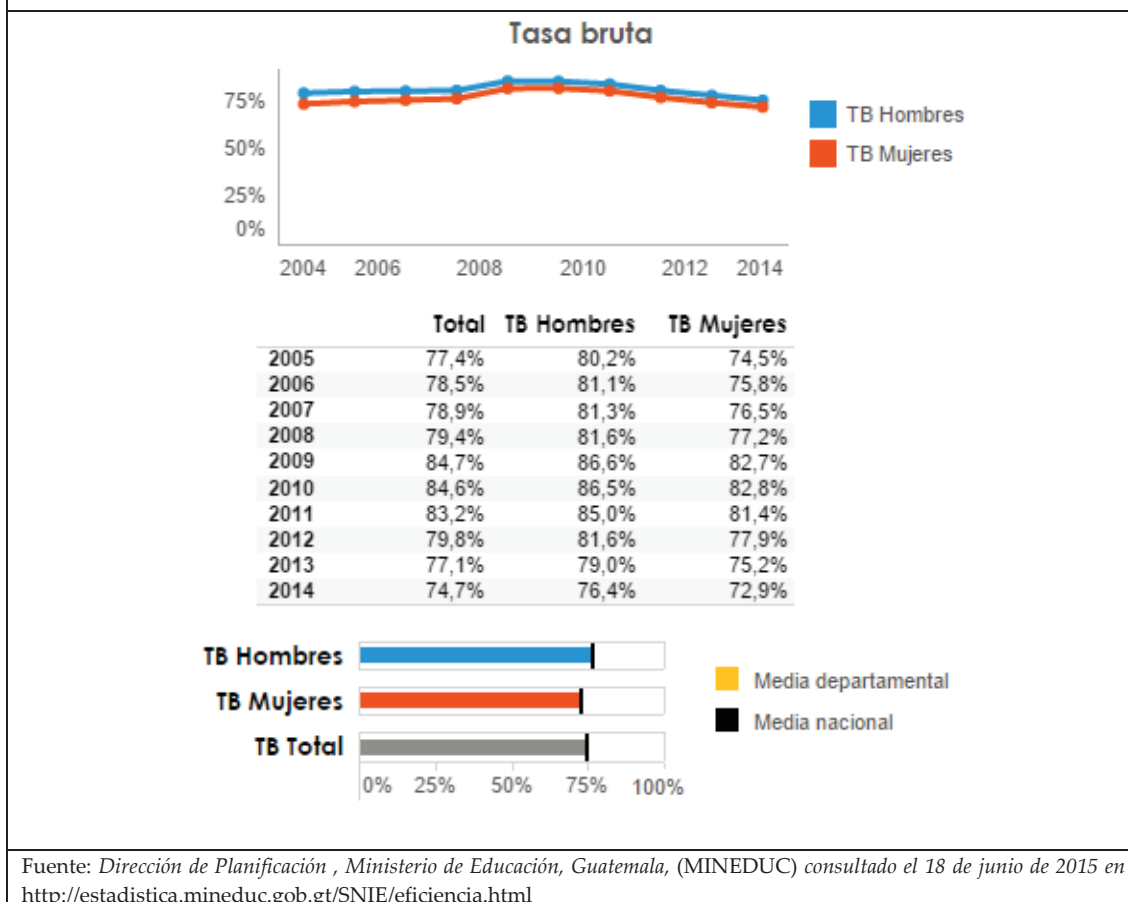 Tasa bruta
75%
50%
25%
0%
2004 2006 2008 2010 2012 2014
TB Hombres
TB Mujeres
Total TB Hombres TB Mujeres
2005 77,4% 80,2% 74,5%
2006 78,5% 81,1% 75,8%
2007 78,9% 81,3% 76,5%
2008 79,4% 81,6% 77,2%
2009 84,7% 86,6% 82,7%
2010 84,6% 86,5% 82,8%
2011 83,2% 85,0% 81,4%
2012 79,8% 81,6% 77,9%
2013 77,1% 79,0% 75,2%
2014 74,7% 76,4% 72,9%
TB Hombres
TB Mujeres
TB Total
0% 25% 50% 75% 100%
Media departamental
Media nacional
Fuente: Dirección de Planificación , Ministerio de Educación, Guatemala, (MINEDUC) consultado el 18 de junio de 2015 en
http://estadistica.mineduc.gob.gt/SNIE/eficiencia.html